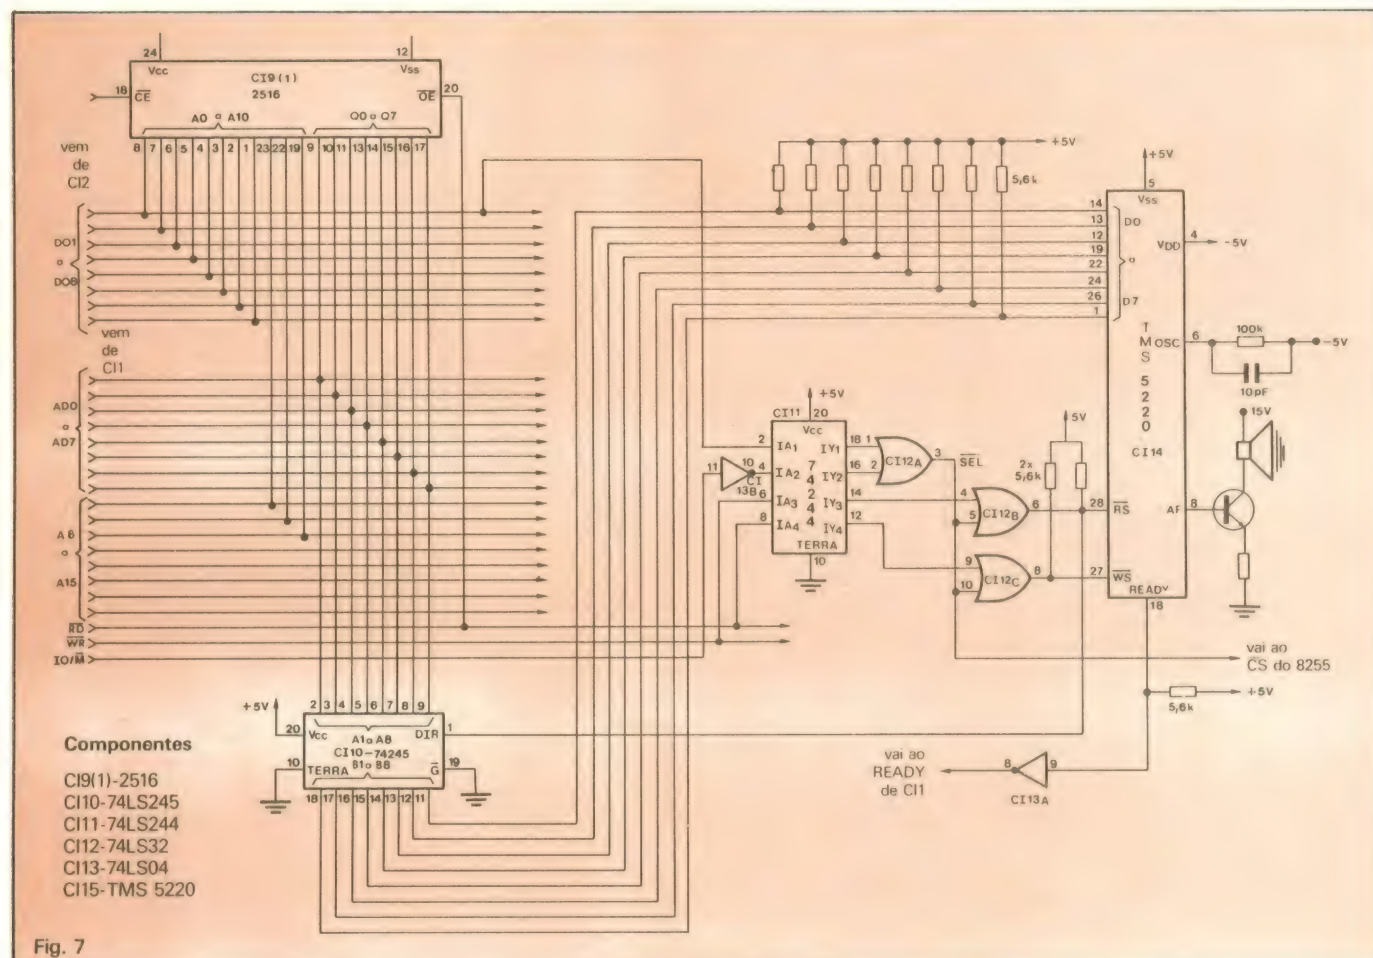 24
12
Vcc
Vss
CI9(1)
2516
18 CE
OE 20
A0 a A10
Q0 a Q7
8 7 6 5 4 3 2 1 23 22 19 9 10 11 13 14 15 16 17
vem
de
CI2
DO1
a
DO8
vem
de
CI1
AD0
a
AD7
A8
a
A15
RD
WR
IO/M
+5V
2 3 4 5 6 7 8 9
20
Vcc
A1 a A8
DIR
1
CI10-74245
B1 a B8
10
TERRA
G
19
18 17 16 15 14 13 12 11
Componentes
CI9(1)-2516
CI10-74LS245
CI11-74LS244
CI12-74LS32
CI13-74LS04
CI15-TMS 5220
Fig. 7
+5V
5,6k
+5V
5
Vss
14
13
12
19
22
24
26
1
D0
a
D7
VDD
4
-5V
TMS 5220
CI14
OSC
6
100k
10pF
-5V
15V
AF
8
28
RS
27
WS
READY
18
CI11
+5V
20
Vcc
2
IA1
IY1
18
11
10
CI
13B
4
IA2
IY2
16
6
IA3
IY3
14
8
IA4
IY4
12
74244
TERRA
10
1
2
CI12A
3
SEL
4
5
CI12B
6
9
10
CI12C
8
5V
2x
5,6k
vai ao
CS do 8255
+5V
5,6k
vai ao
READY
de CI1
8
9
CI13A